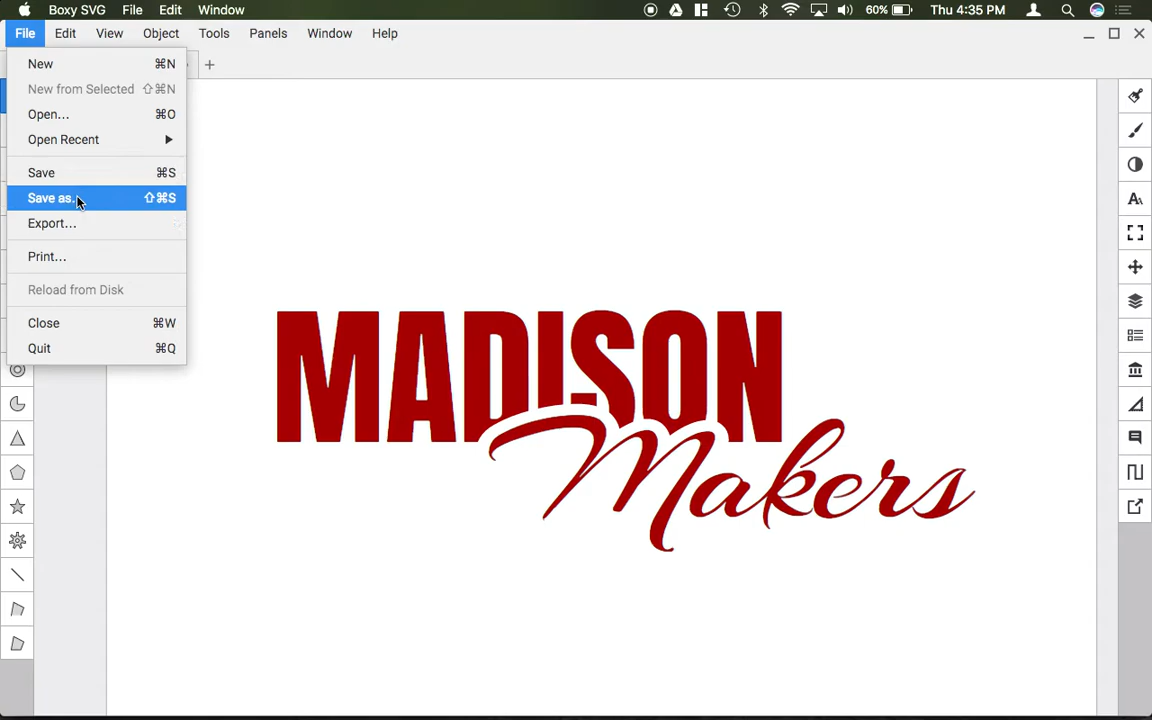 Boxy SVG File Edit Window 60% Thu 4:35 PM
File Edit View Object Tools Panels Window Help
New ⌘N
New from Selected ⇧⌘N
Open... ⌘O
Open Recent
Save ⌘S
Save as... ⇧⌘S
Export...
Print...
Reload from Disk
Close ⌘W
Quit ⌘Q
MADISON
Makers